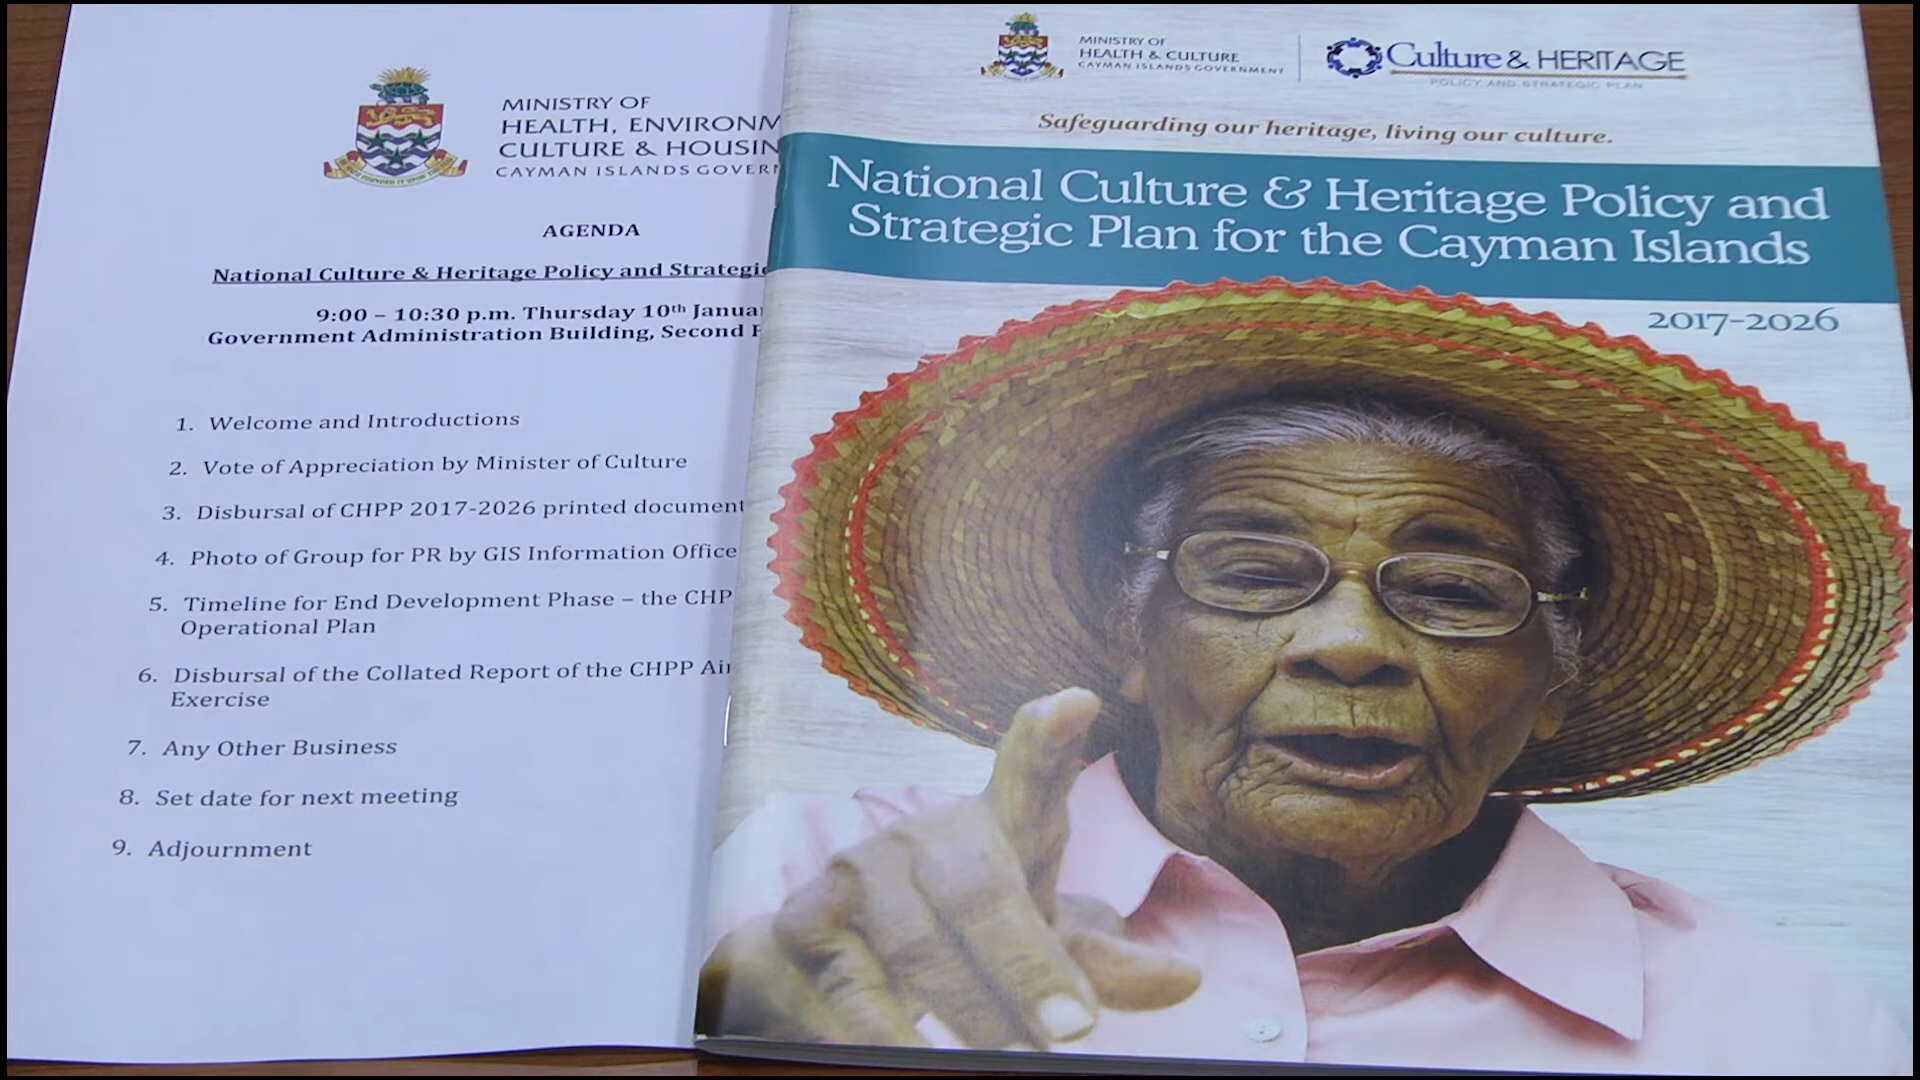 MINISTRY OF
HEALTH, ENVIRONM
CULTURE & HOUSIN
CAYMAN ISLANDS GOVERN
AGENDA
National Culture & Heritage Policy and Strategic
9:00 – 10:30 p.m. Thursday 10th Januar
Government Administration Building, Second F
1. Welcome and Introductions
2. Vote of Appreciation by Minister of Culture
3. Disbursal of CHPP 2017-2026 printed document
4. Photo of Group for PR by GIS Information Office
5. Timeline for End Development Phase – the CHP
Operational Plan
6. Disbursal of the Collated Report of the CHPP Air
Exercise
7. Any Other Business
8. Set date for next meeting
9. Adjournment
MINISTRY OF
HEALTH & CULTURE
CAYMAN ISLANDS GOVERNMENT
Culture & HERITAGE
POLICY AND STRATEGIC PLAN
Safeguarding our heritage, living our culture.
National Culture & Heritage Policy and
Strategic Plan for the Cayman Islands
2017-2026